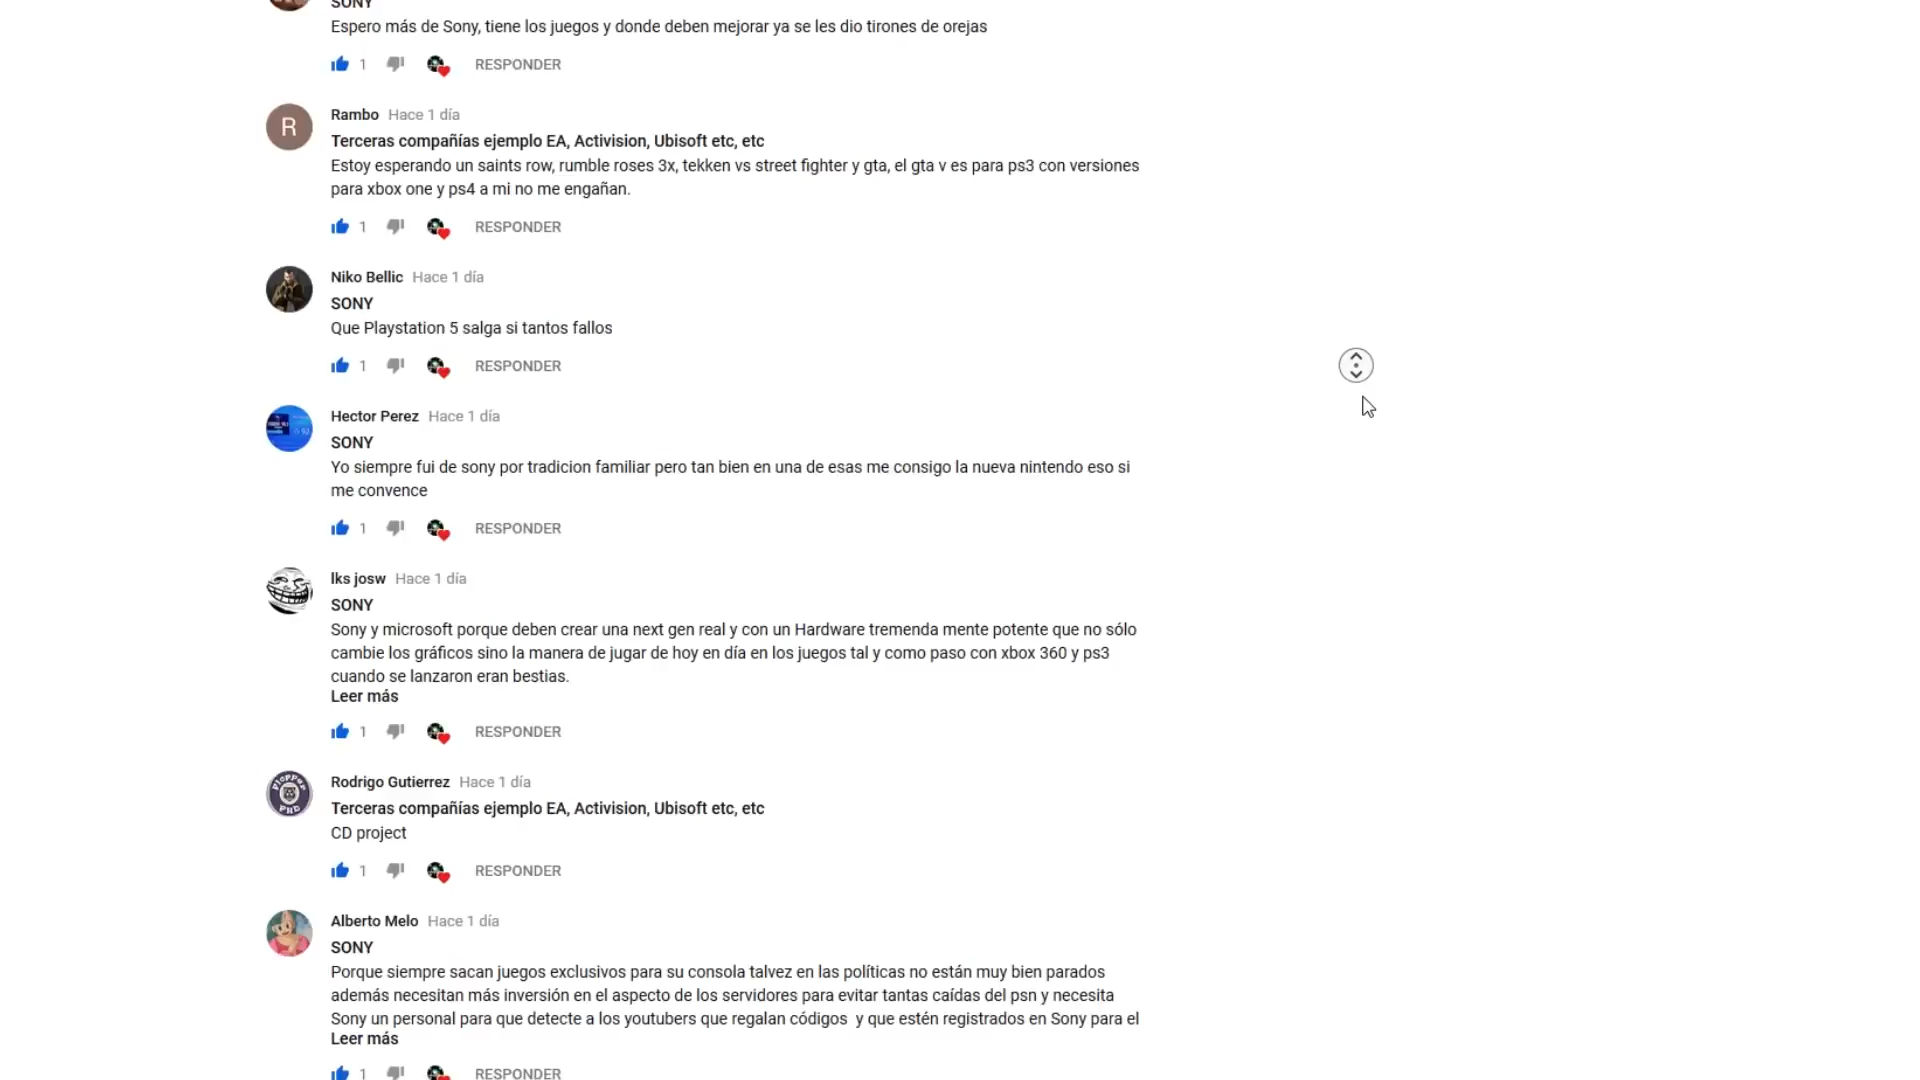 SONY
Espero más de Sony, tiene los juegos y donde deben mejorar ya se les dio tirones de orejas
1 RESPONDER
R
Rambo Hace 1 día
Terceras compañías ejemplo EA, Activision, Ubisoft etc, etc
Estoy esperando un saints row, rumble roses 3x, tekken vs street fighter y gta, el gta v es para ps3 con versiones
para xbox one y ps4 a mi no me engañan.
1 RESPONDER
Niko Bellic Hace 1 día
SONY
Que Playstation 5 salga si tantos fallos
1 RESPONDER
Hector Perez Hace 1 día
SONY
Yo siempre fui de sony por tradicion familiar pero tan bien en una de esas me consigo la nueva nintendo eso si
me convence
1 RESPONDER
lks josw Hace 1 día
SONY
Sony y microsoft porque deben crear una next gen real y con un Hardware tremenda mente potente que no sólo
cambie los gráficos sino la manera de jugar de hoy en día en los juegos tal y como paso con xbox 360 y ps3
cuando se lanzaron eran bestias.
Leer más
1 RESPONDER
Rodrigo Gutierrez Hace 1 día
Terceras compañías ejemplo EA, Activision, Ubisoft etc, etc
CD project
1 RESPONDER
Alberto Melo Hace 1 día
SONY
Porque siempre sacan juegos exclusivos para su consola talvez en las políticas no están muy bien parados
además necesitan más inversión en el aspecto de los servidores para evitar tantas caídas del psn y necesita
Sony un personal para que detecte a los youtubers que regalan códigos  y que estén registrados en Sony para el
Leer más
1 RESPONDER